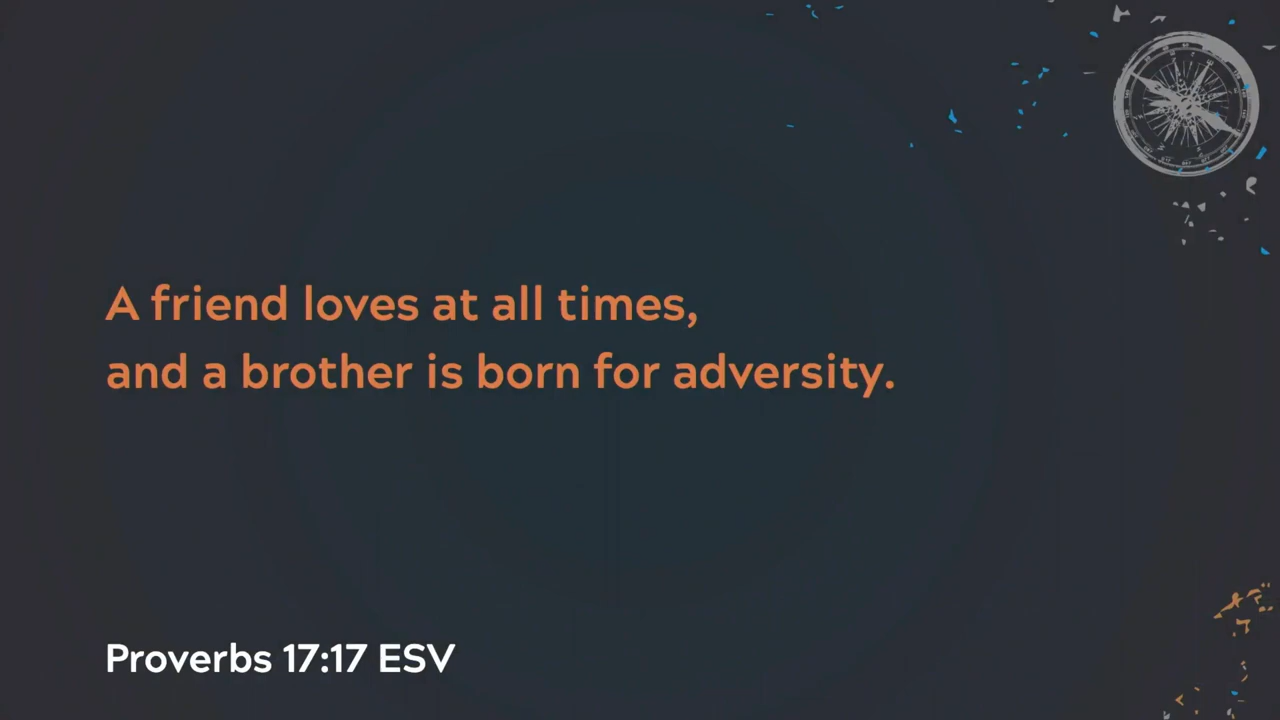 A friend loves at all times,
and a brother is born for adversity.
Proverbs 17:17 ESV